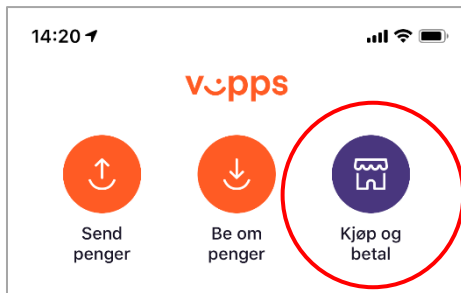 14:20
vipps
Send
penger
Be om
penger
Kjøp og
betal